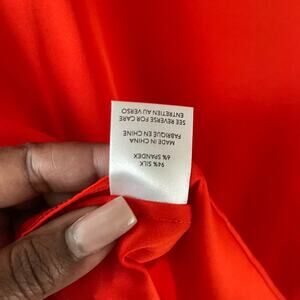 94% SILK
6% SPANDEX
MADE IN CHINA
FABRIQUE EN CHINE
SEE REVERSE FOR CARE
ENTRETIEN AU VERSO